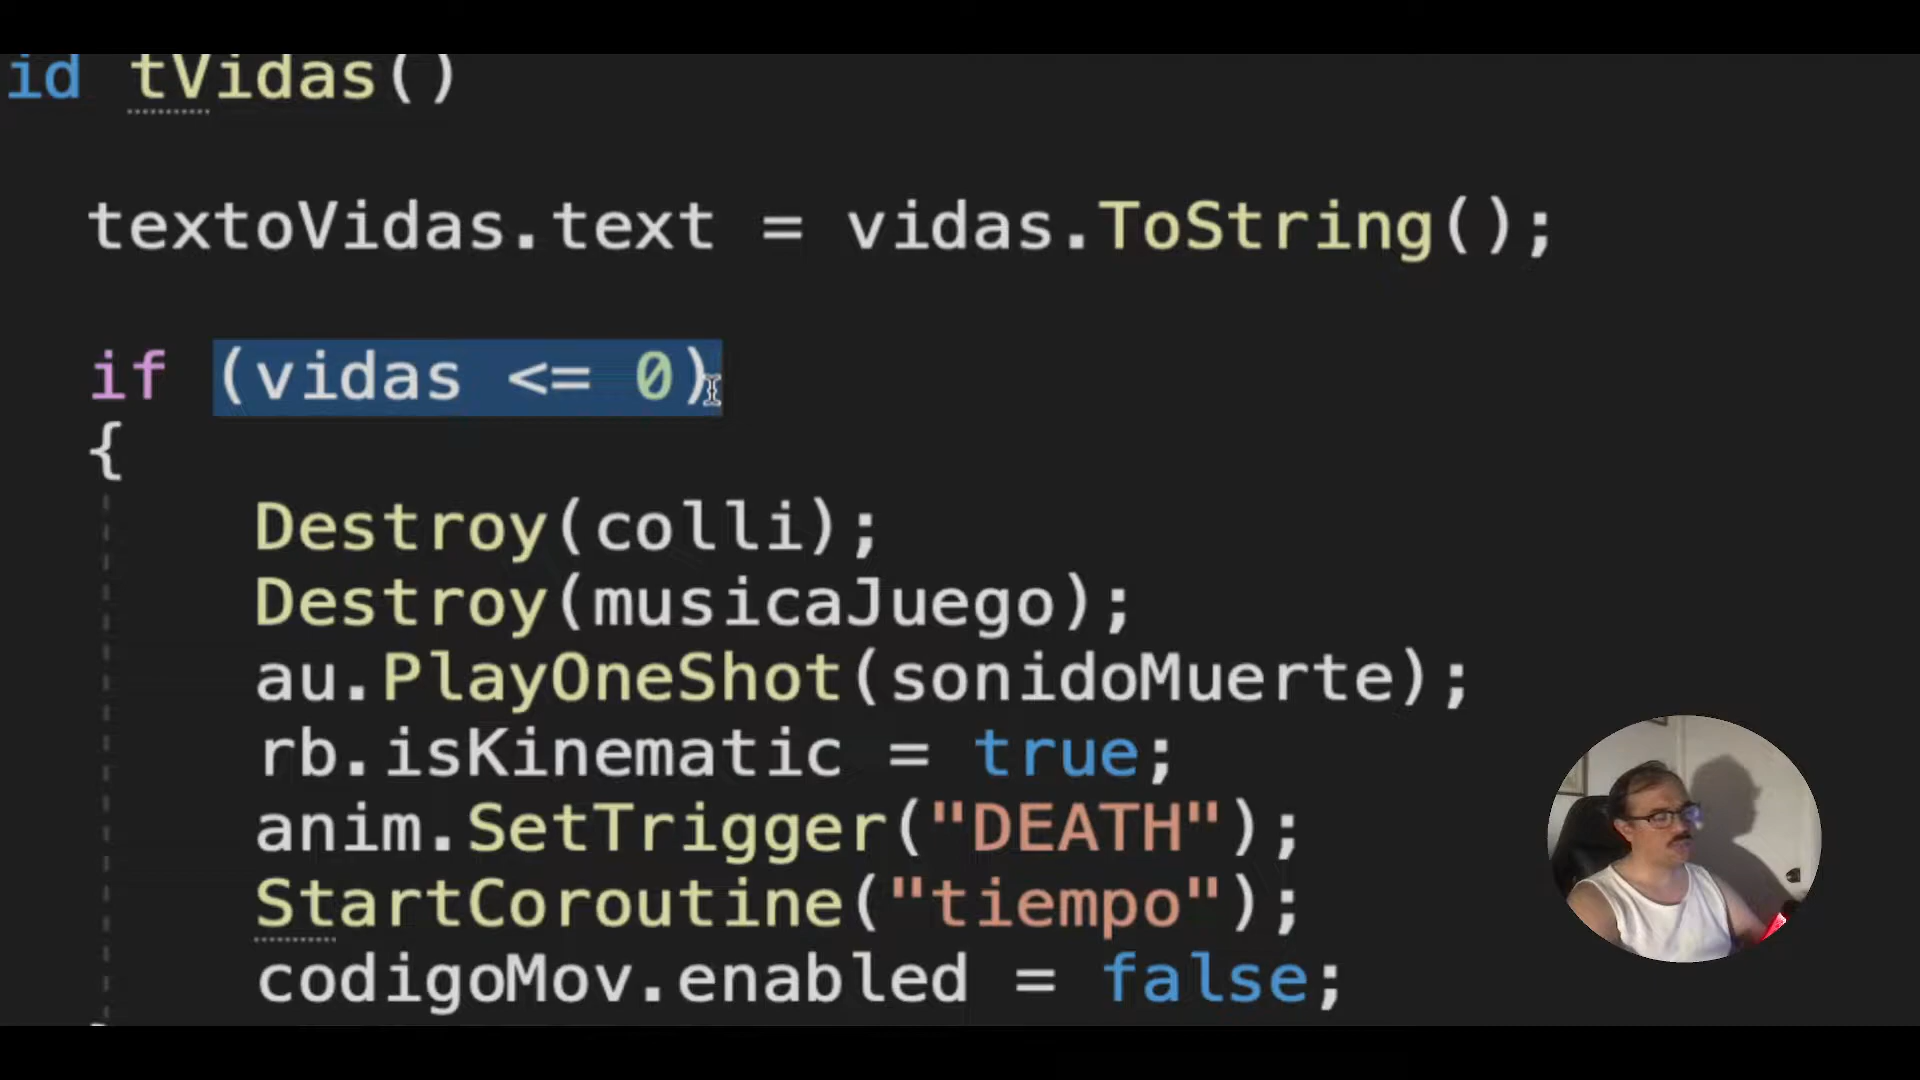 id tVidas()
textoVidas.text = vidas.ToString();
if (vidas <= 0)
{
Destroy(colli);
Destroy(musicaJuego);
au.PlayOneShot(sonidoMuerte);
rb.isKinematic = true;
anim.SetTrigger("DEATH");
StartCoroutine("tiempo");
codigoMov.enabled = false;